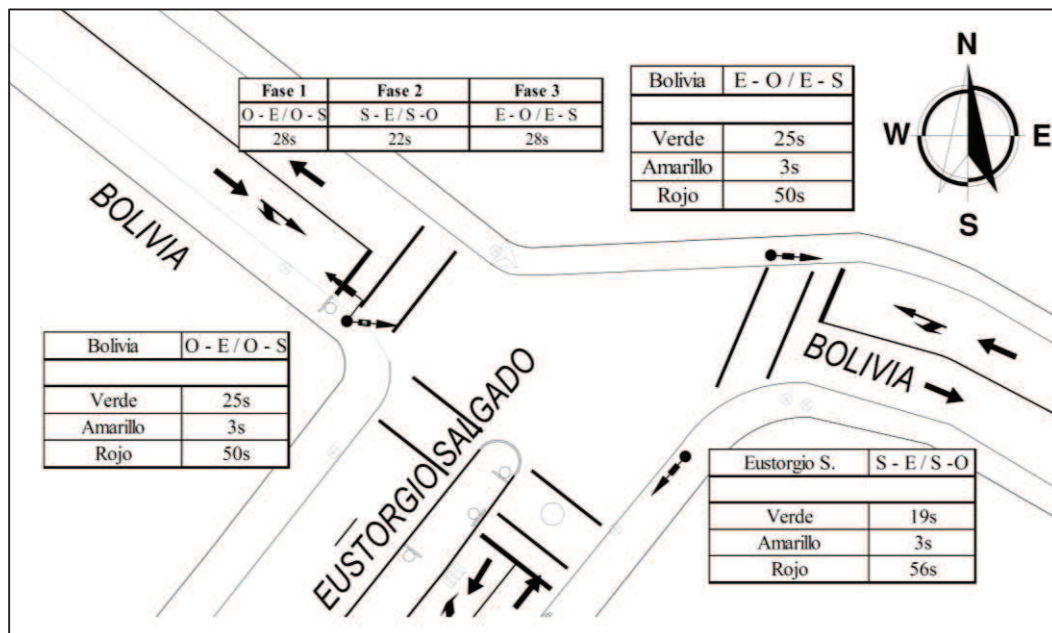 N
W E
S
Fase 1 Fase 2 Fase 3
O - E / O - S S - E / S - O E - O / E - S
28s 22s 28s
Bolivia E - O / E - S
Verde 25s
Amarillo 3s
Rojo 50s
BOLIVIA
Bolivia O - E / O - S
Verde 25s
Amarillo 3s
Rojo 50s
EUSTORGIO SALGADO
BOLIVIA
Eustorgio S. S - E / S - O
Verde 19s
Amarillo 3s
Rojo 56s